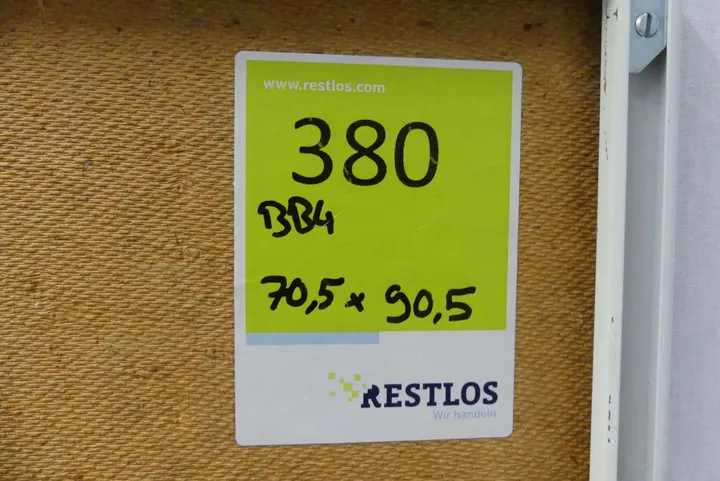 www.restlos.com
380
BB4
70,5 x 90,5
RESTLOS
Wir handeln.